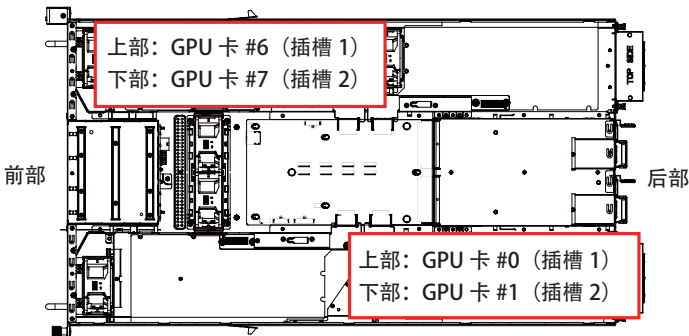 上部：GPU 卡 #6（插槽 1）
下部：GPU 卡 #7（插槽 2）
TOP SIDE
前部
后部
上部：GPU 卡 #0（插槽 1）
下部：GPU 卡 #1（插槽 2）